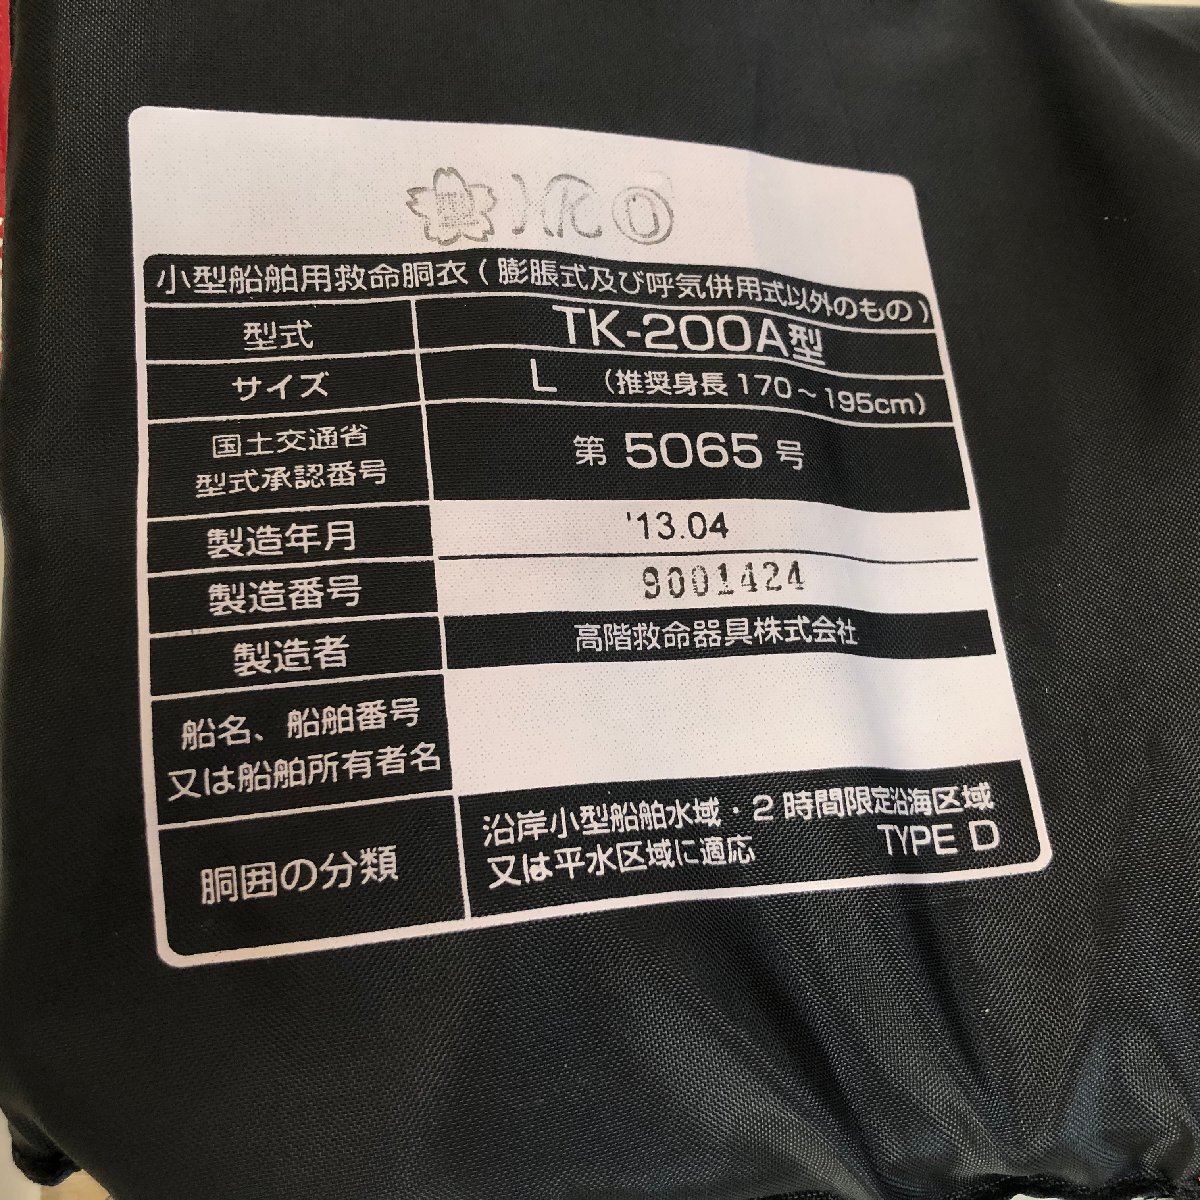 小型船舶用救命胴衣(膨脹式及び呼気併用式以外のもの)
型式 TK-200A型
サイズ L (推奨身長 170～195cm)
国土交通省
型式承認番号 第 5065 号
製造年月 '13.04
製造番号 9001424
製造者 高階救命器具株式会社
船名、船舶番号
又は船舶所有者名
胴囲の分類
沿岸小型船舶水域・2時間限定沿海区域
又は平水区域に適応 TYPE D